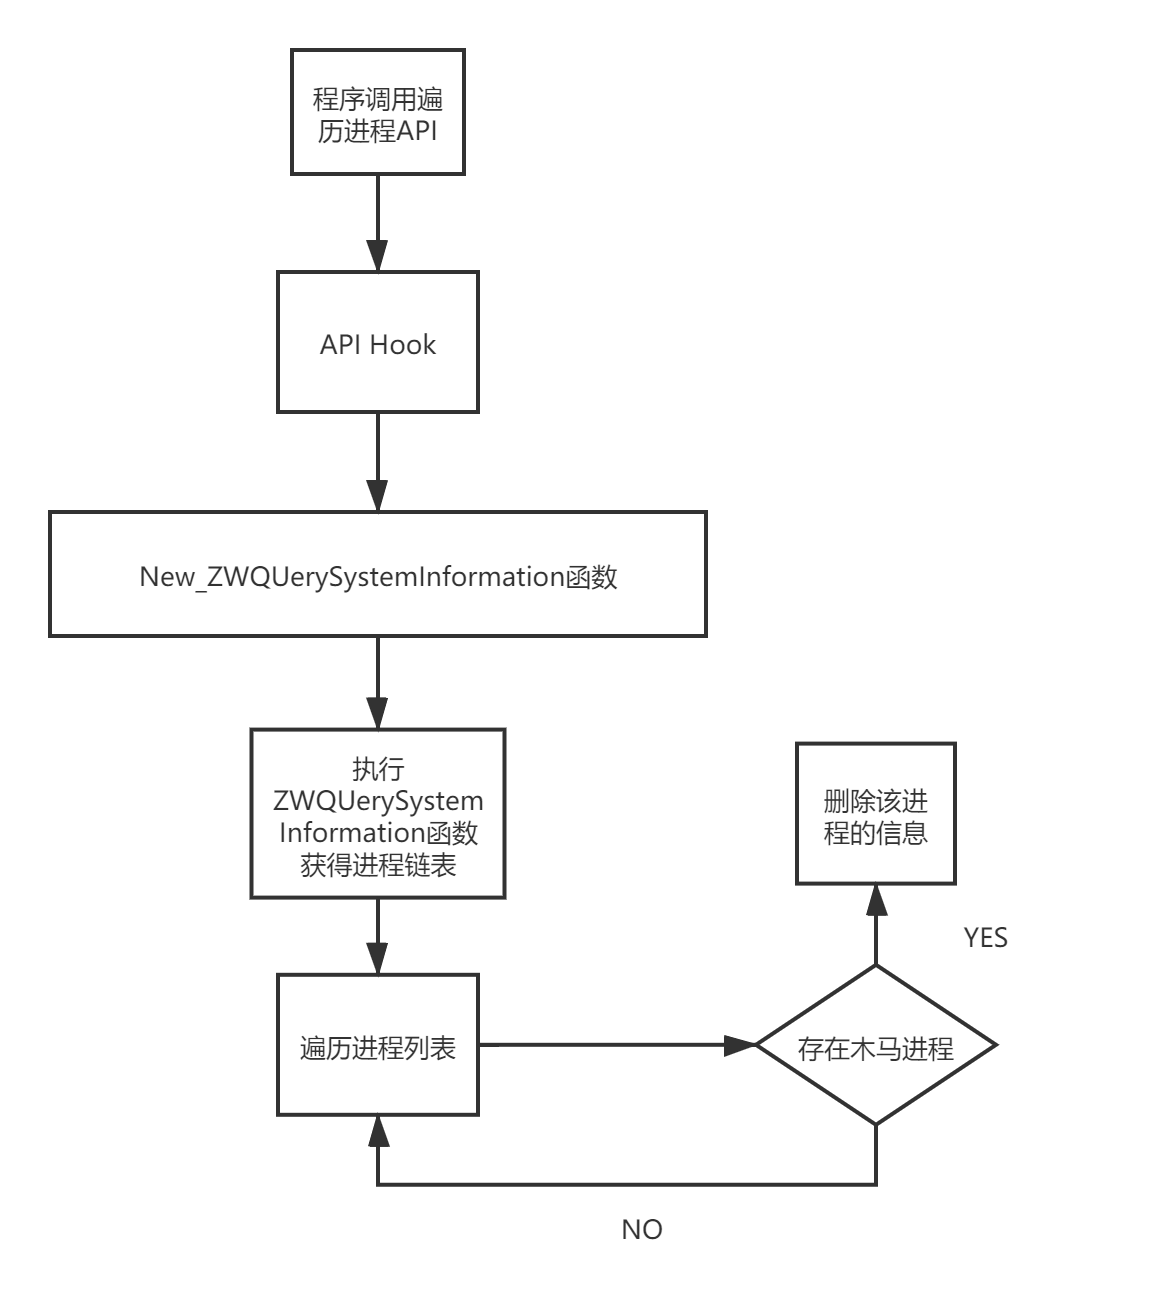 程序调用遍
历进程API
API Hook
New_ZWQUerySystemInformation函数
执行
ZWQUerySystem
Information函数
获得进程链表
删除该进
程的信息
YES
遍历进程列表
存在木马进程
NO